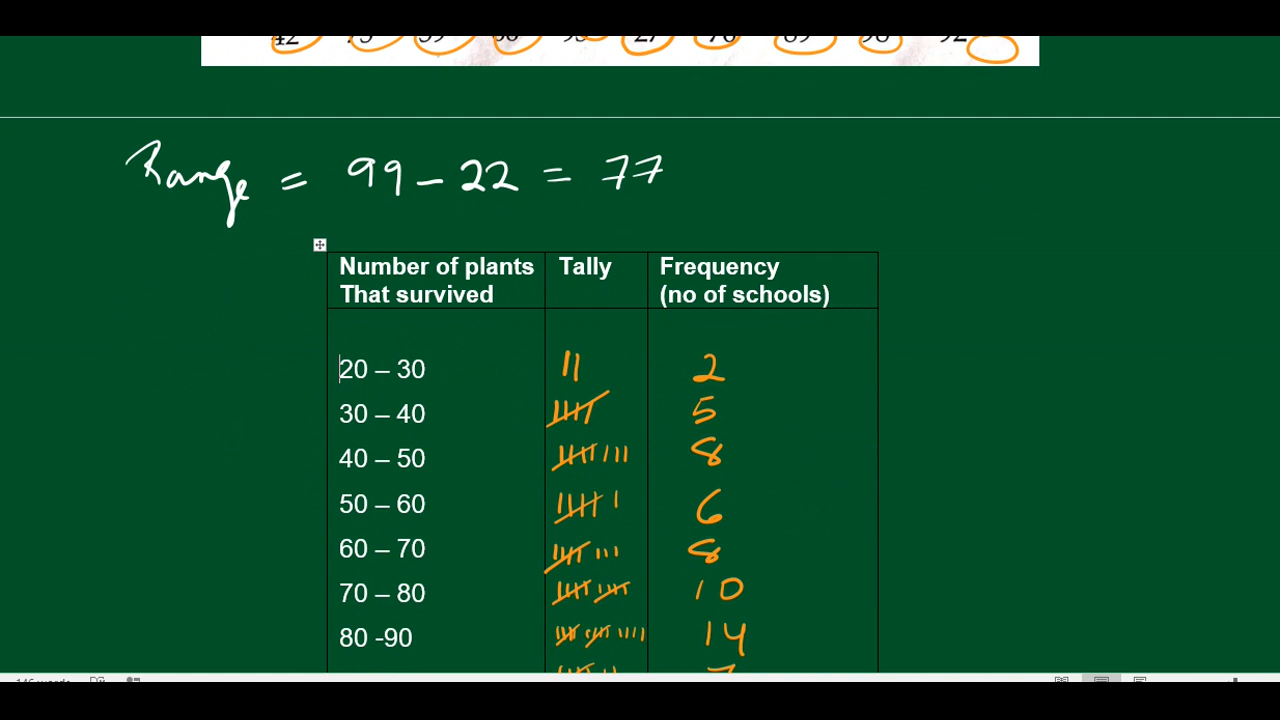 Range = 99 - 22 = 77
Number of plants That survived Tally Frequency (no of schools)
20 – 30 2
30 – 40 5
40 – 50 8
50 – 60 6
60 – 70 8
70 – 80 10
80 -90 14